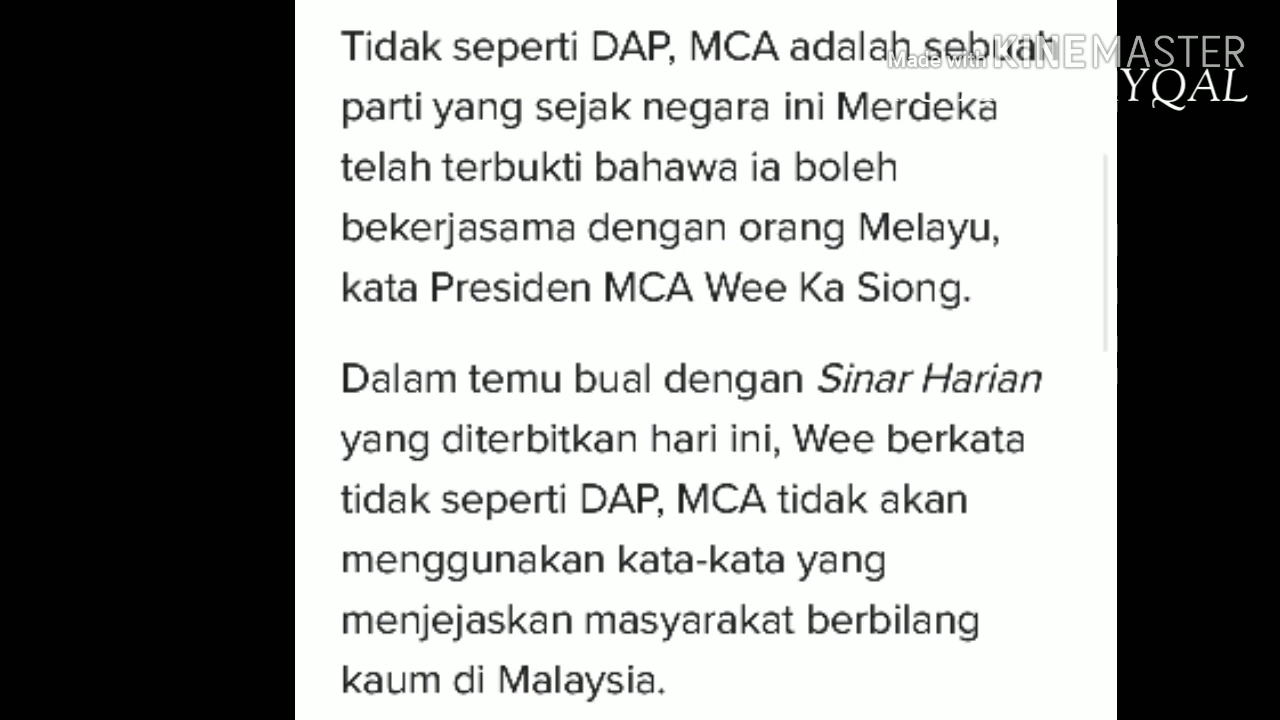 Tidak seperti DAP, MCA adalah sebuah
Made with KINEMASTER
YQAL
parti yang sejak negara ini Merdeka
telah terbukti bahawa ia boleh
bekerjasama dengan orang Melayu,
kata Presiden MCA Wee Ka Siong.
Dalam temu bual dengan Sinar Harian
yang diterbitkan hari ini, Wee berkata
tidak seperti DAP, MCA tidak akan
menggunakan kata-kata yang
menjejaskan masyarakat berbilang
kaum di Malaysia.